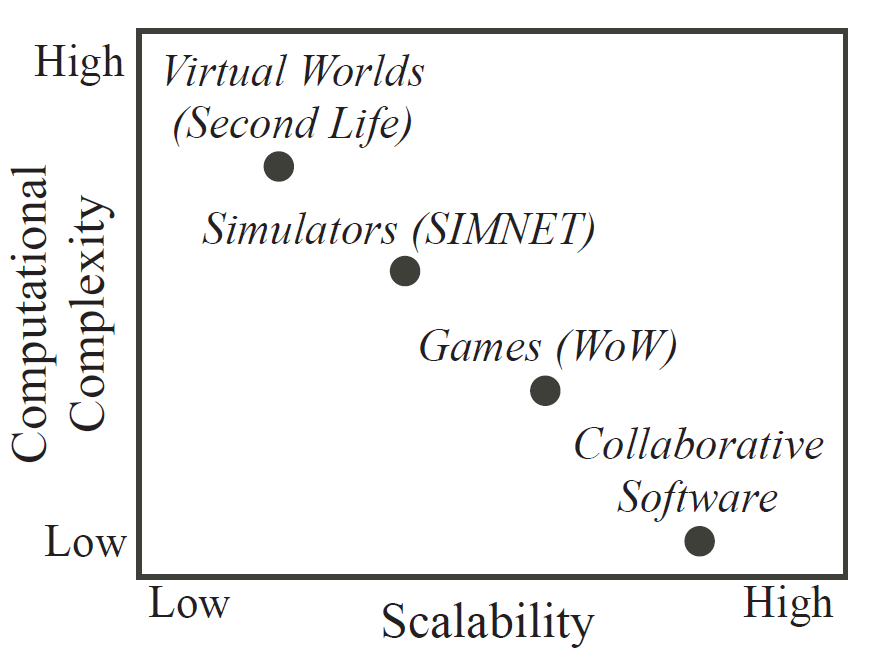 High
Virtual Worlds
(Second Life)
Simulators (SIMNET)
Games (WoW)
Collaborative
Software
Computational
Complexity
Low
Low
High
Scalability